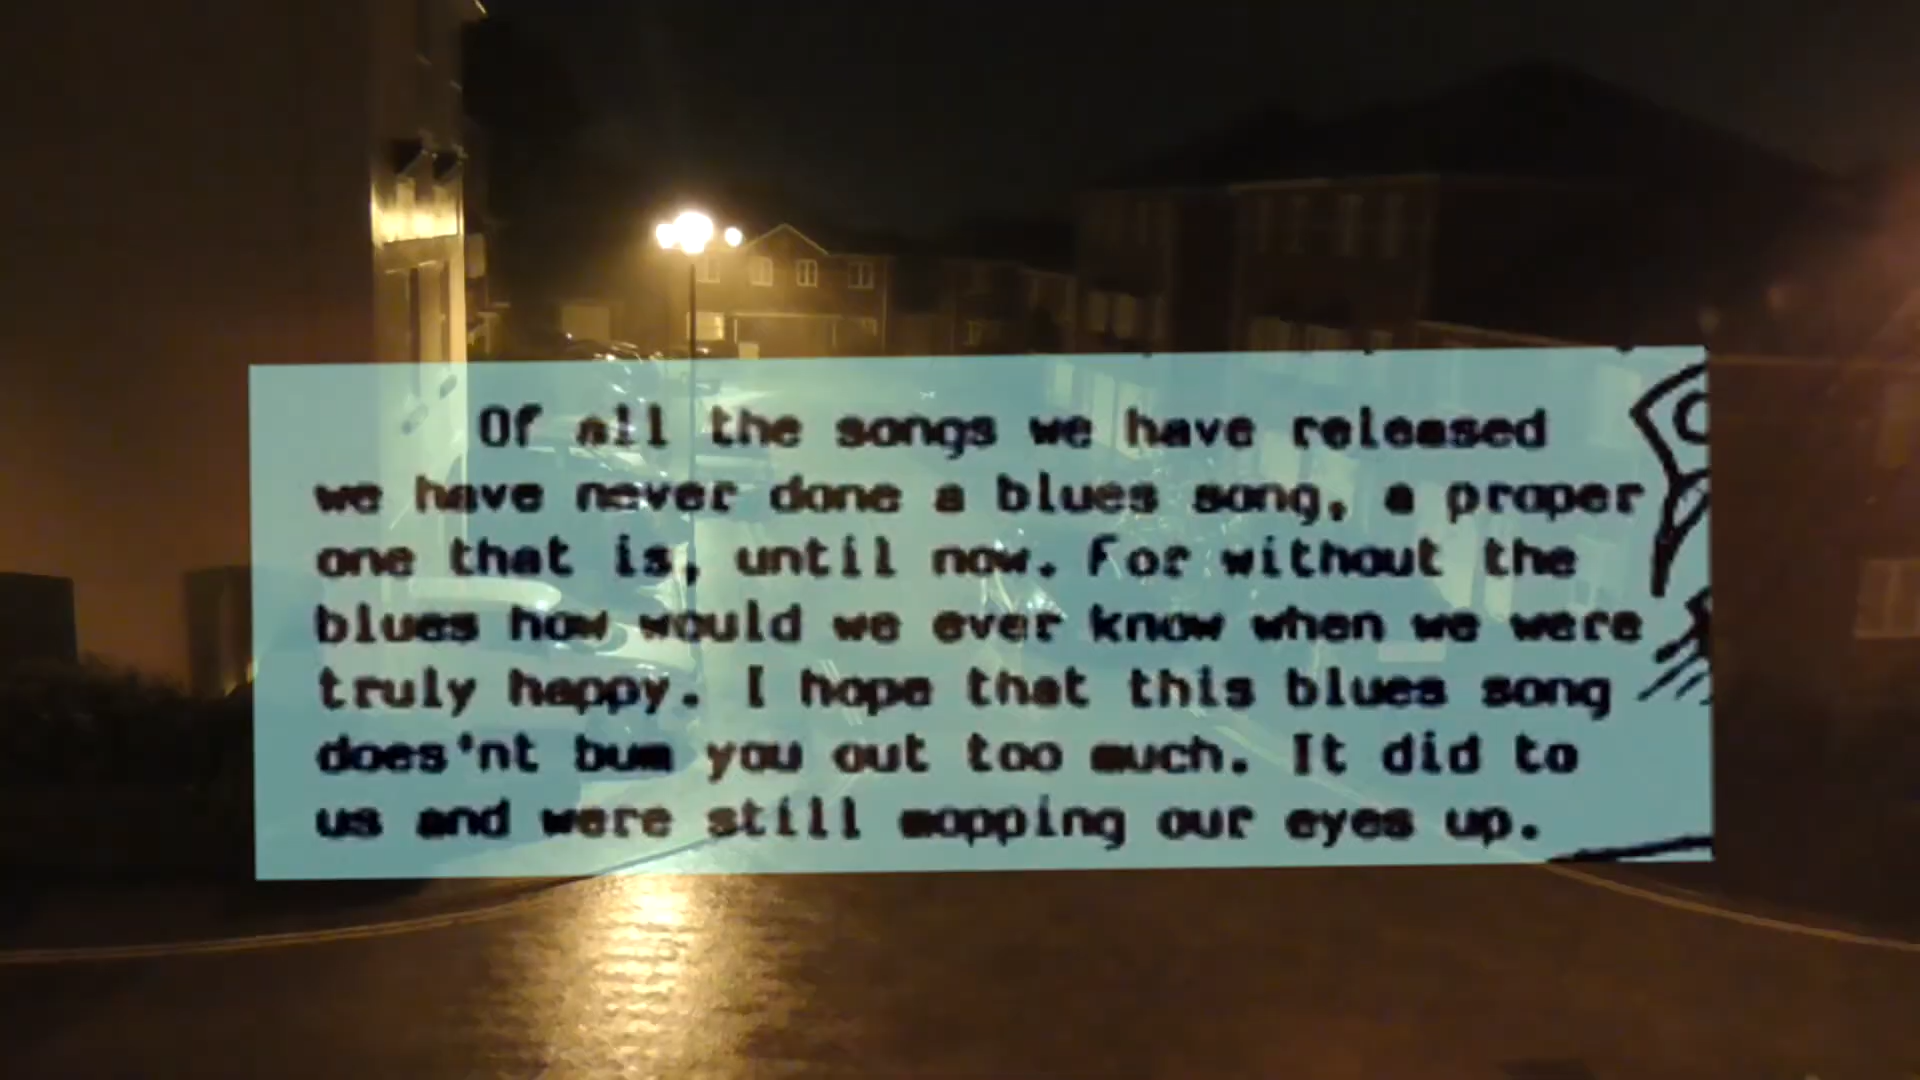 Of all the songs we have released
we have never done a blues song, a proper
one that is, until now. For without the
blues how would we ever know when we were
truly happy. I hope that this blues song
does'nt bum you out too much. It did to
us and were still mopping our eyes up.